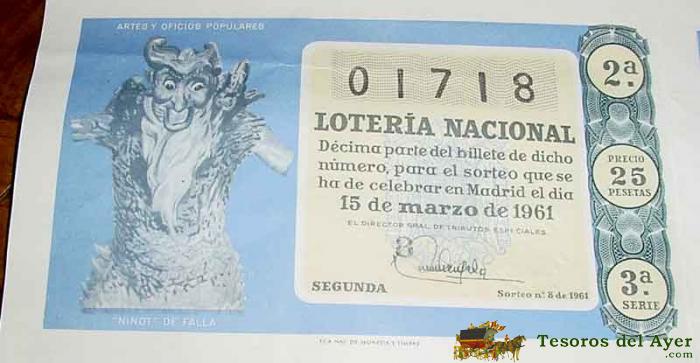 ARTES Y OFICIOS POPULARES
"NINOT" DE FALLA
01718
LOTERÍA NACIONAL
Décima parte del billete de dicho
número, para el sorteo que se
ha de celebrar en Madrid el día
15 de marzo de 1961
EL DIRECTOR GRAL DE TRIBUTOS ESPECIALES
SEGUNDA
Sorteo n.º 8 de 1961
2ª.
PRECIO
25
PESETAS
3ª
SERIE
Tesoros del Ayer
.com